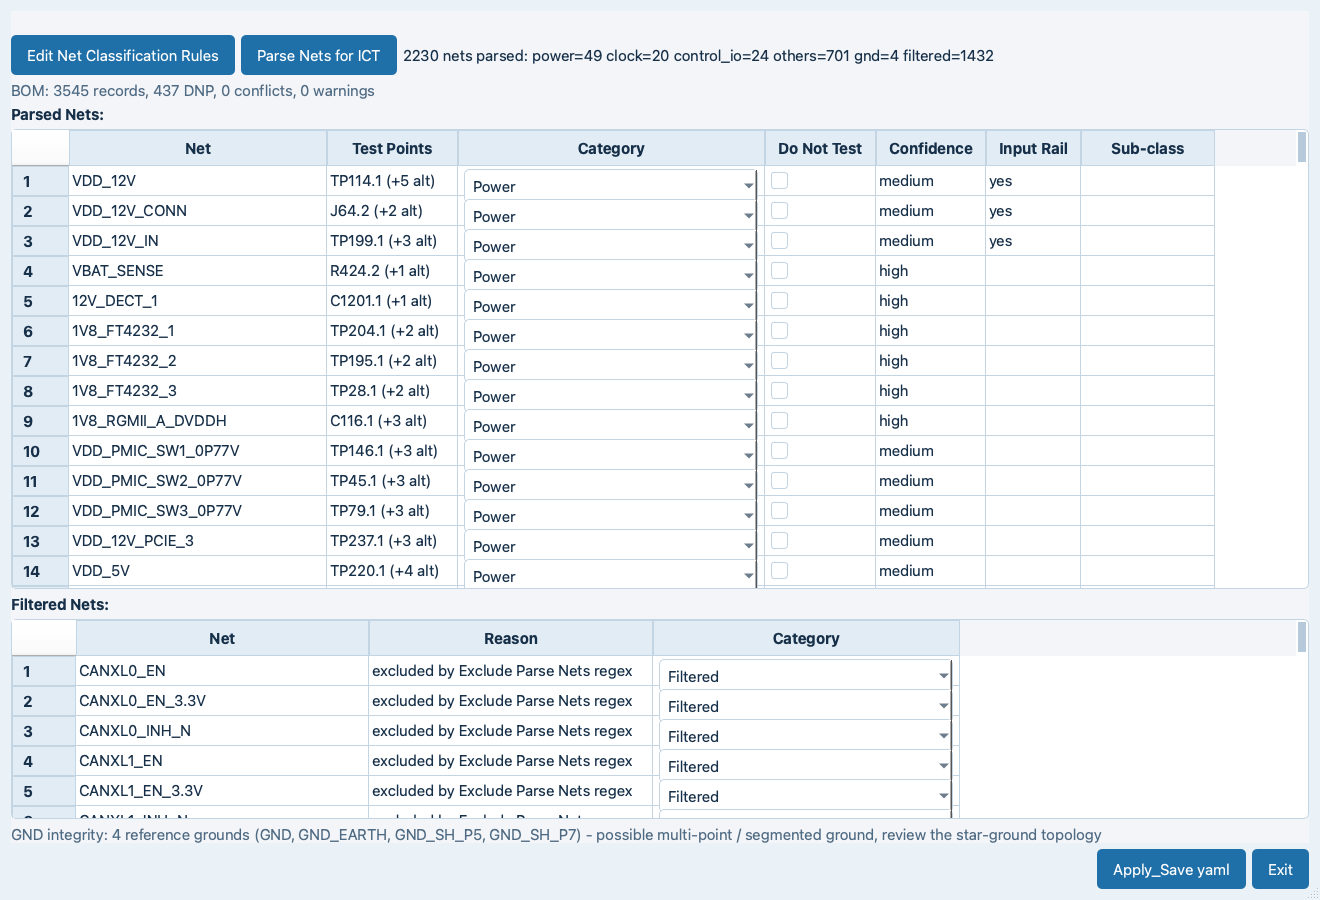 Edit Net Classification Rules Parse Nets for ICT 2230 nets parsed: power=49 clock=20 control_io=24 others=701 gnd=4 filtered=1432
BOM: 3545 records, 437 DNP, 0 conflicts, 0 warnings
Parsed Nets:
Net Test Points Category Do Not Test Confidence Input Rail Sub-class
1 VDD_12V TP114.1 (+5 alt) Power medium yes
2 VDD_12V_CONN J64.2 (+2 alt) Power medium yes
3 VDD_12V_IN TP199.1 (+3 alt) Power medium yes
4 VBAT_SENSE R424.2 (+1 alt) Power high
5 12V_DECT_1 C1201.1 (+1 alt) Power high
6 1V8_FT4232_1 TP204.1 (+2 alt) Power high
7 1V8_FT4232_2 TP195.1 (+2 alt) Power high
8 1V8_FT4232_3 TP28.1 (+2 alt) Power high
9 1V8_RGMII_A_DVDDH C116.1 (+3 alt) Power high
10 VDD_PMIC_SW1_0P77V TP146.1 (+3 alt) Power medium
11 VDD_PMIC_SW2_0P77V TP45.1 (+3 alt) Power medium
12 VDD_PMIC_SW3_0P77V TP79.1 (+3 alt) Power medium
13 VDD_12V_PCIE_3 TP237.1 (+3 alt) Power medium
14 VDD_5V TP220.1 (+4 alt) Power medium
Filtered Nets:
Net Reason Category
1 CANXL0_EN excluded by Exclude Parse Nets regex Filtered
2 CANXL0_EN_3.3V excluded by Exclude Parse Nets regex Filtered
3 CANXL0_INH_N excluded by Exclude Parse Nets regex Filtered
4 CANXL1_EN excluded by Exclude Parse Nets regex Filtered
5 CANXL1_EN_3.3V excluded by Exclude Parse Nets regex Filtered
GND integrity: 4 reference grounds (GND, GND_EARTH, GND_SH_P5, GND_SH_P7) - possible multi-point / segmented ground, review the star-ground topology
Apply_Save yaml Exit